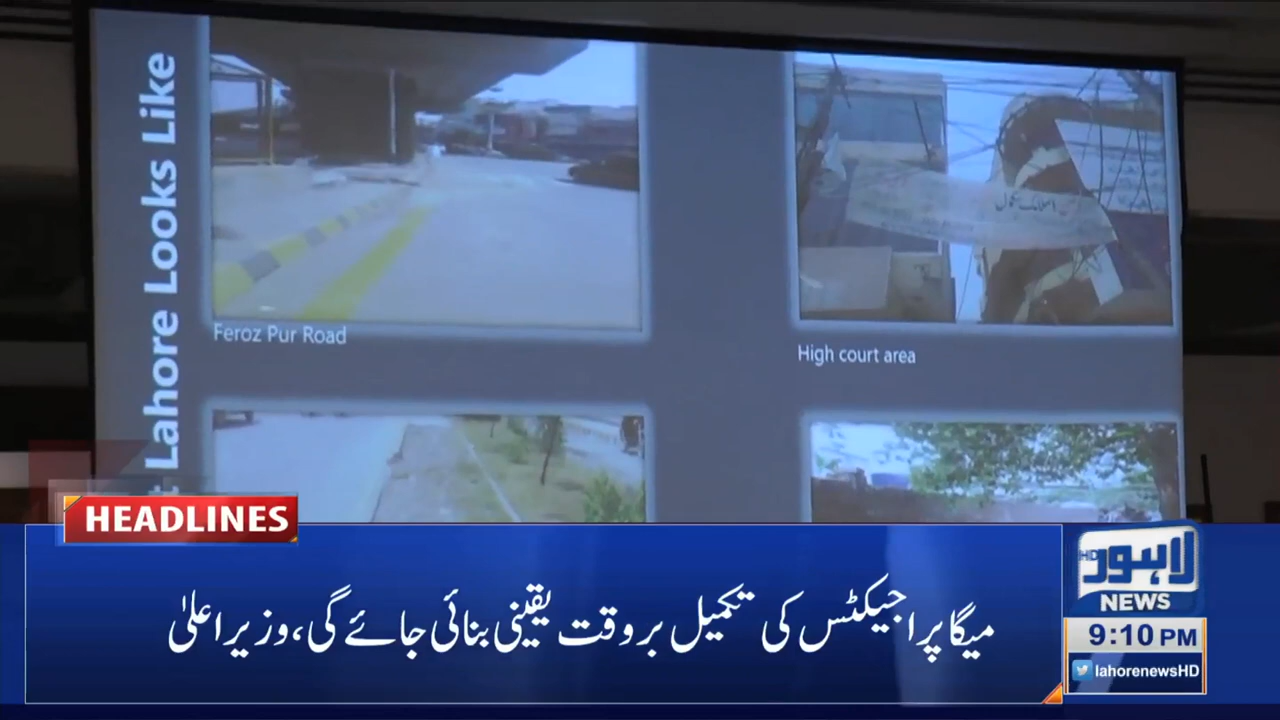 Lahore Looks Like
Feroz Pur Road
High court area
HEADLINES
میگا پراجیکٹس کی تکمیل بروقت یقینی بنائی جائے گی، وزیراعلیٰ
HD
لاہور
NEWS
9:10 PM
lahorenewsHD